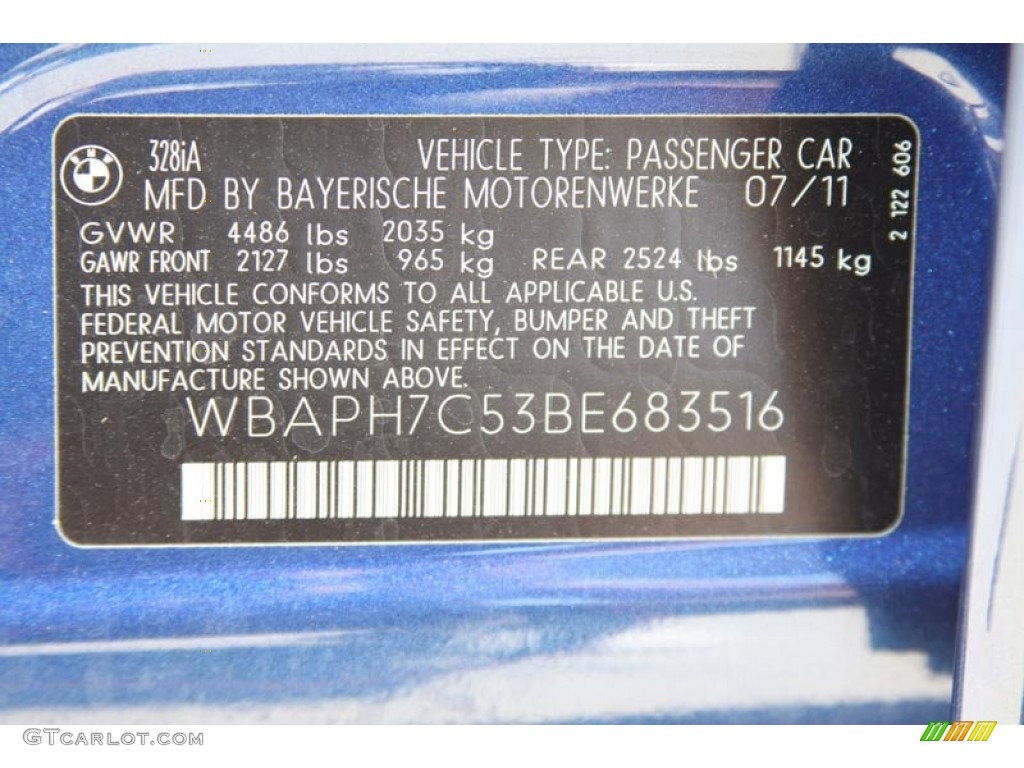 328iA VEHICLE TYPE: PASSENGER CAR
MFD BY BAYERISCHE MOTORENWERKE 07/11
GVWR 4486 lbs 2035 kg
GAWR FRONT 2127 lbs 965 kg REAR 2524 lbs 1145 kg
THIS VEHICLE CONFORMS TO ALL APPLICABLE U.S.
FEDERAL MOTOR VEHICLE SAFETY, BUMPER AND THEFT
PREVENTION STANDARDS IN EFFECT ON THE DATE OF
MANUFACTURE SHOWN ABOVE.
WBAPH7C53BE683516
2 122 606
BMW
GTCARLOT.COM